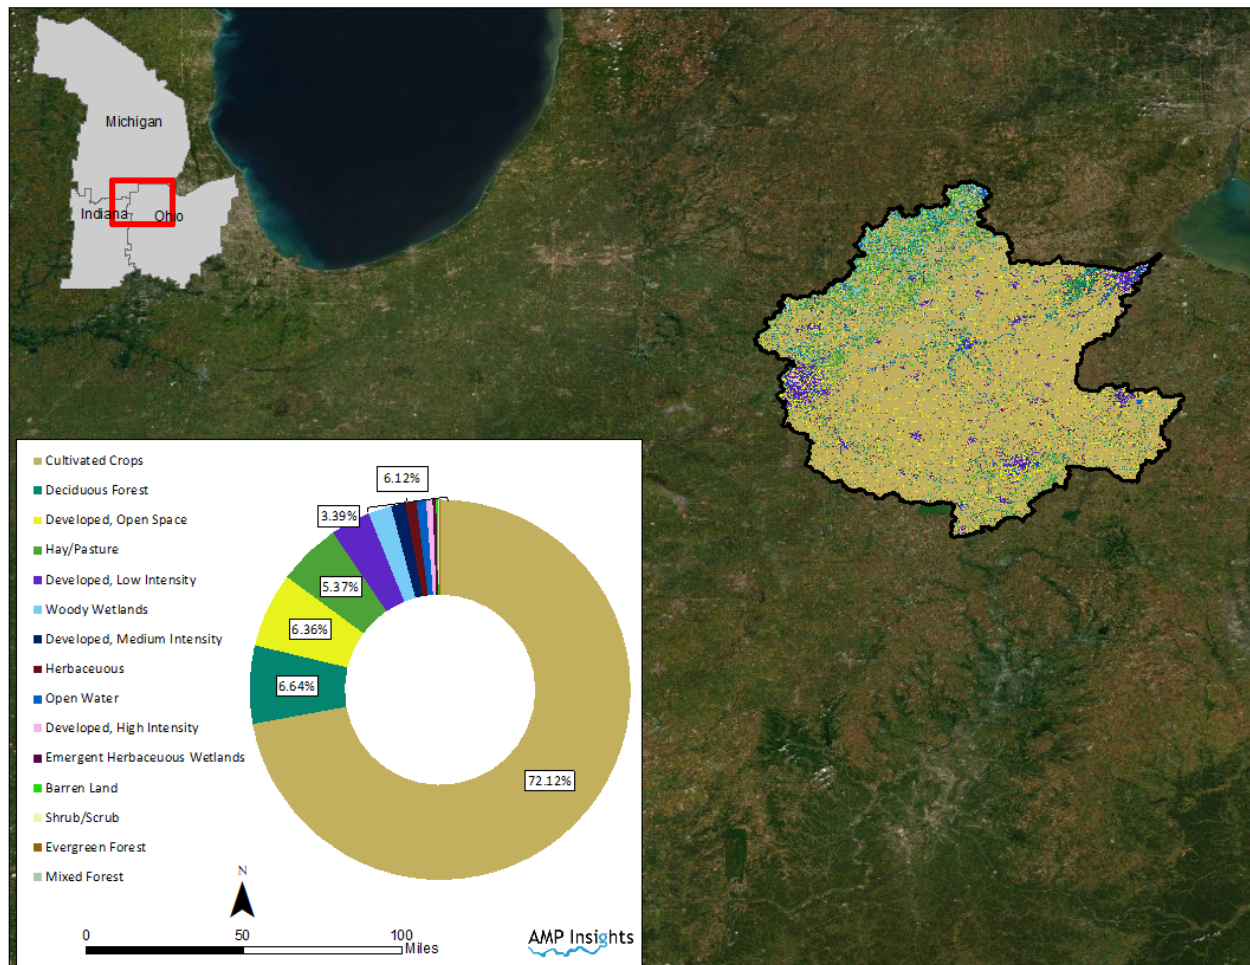 Michigan
Indiana
Ohio
Cultivated Crops
Deciduous Forest
Developed, Open Space
Hay/Pasture
Developed, Low Intensity
Woody Wetlands
Developed, Medium Intensity
Herbaceuous
Open Water
Developed, High Intensity
Emergent Herbaceuous Wetlands
Barren Land
Shrub/Scrub
Evergreen Forest
Mixed Forest
6.12%
3.39%
5.37%
6.36%
6.64%
72.12%
N
0 50 100
Miles
AMP Insights